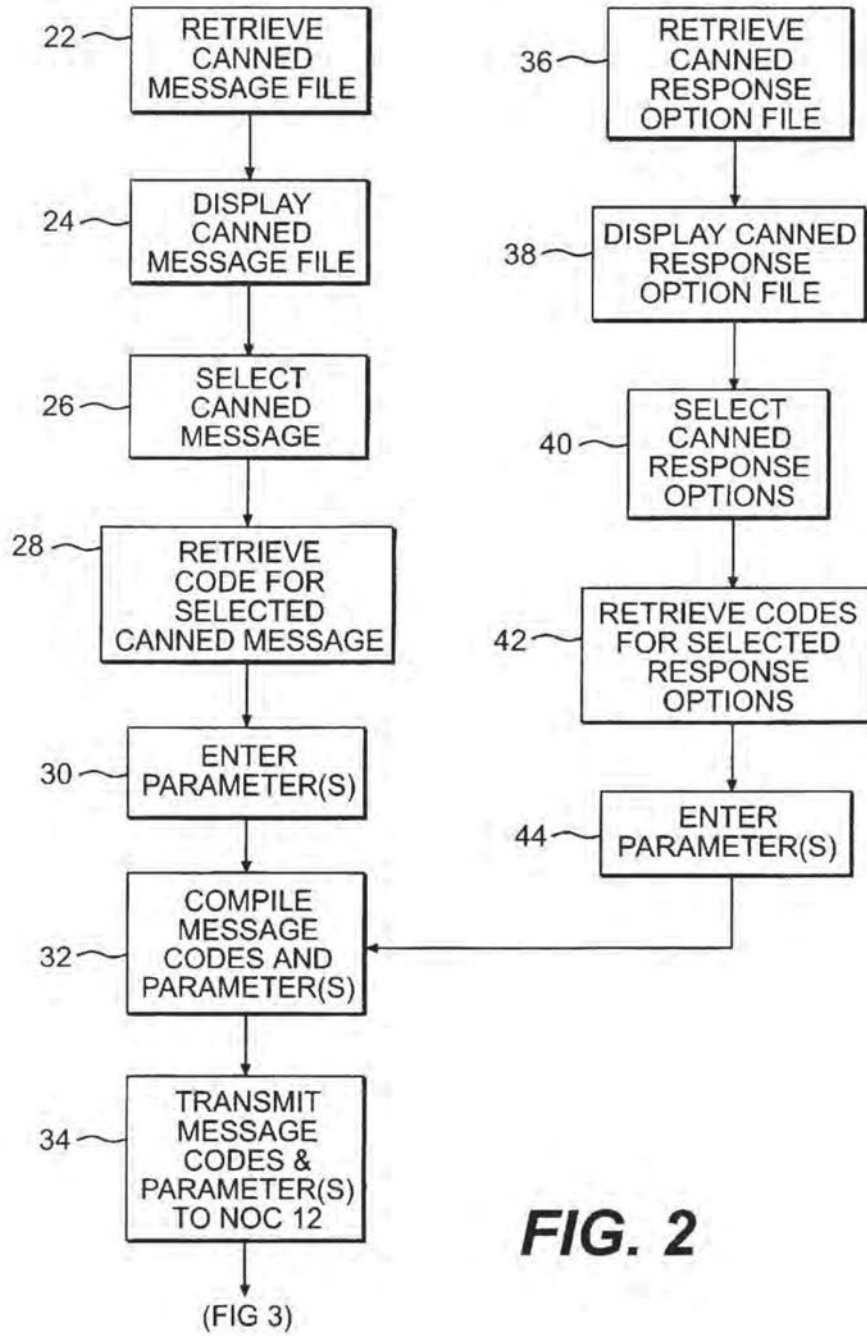 22
RETRIEVE
CANNED
MESSAGE FILE
24
DISPLAY
CANNED
MESSAGE FILE
26
SELECT
CANNED
MESSAGE
28
RETRIEVE
CODE FOR
SELECTED
CANNED MESSAGE
30
ENTER
PARAMETER(S)
32
COMPILE
MESSAGE
CODES AND
PARAMETER(S)
34
TRANSMIT
MESSAGE
CODES &
PARAMETER(S)
TO NOC 12
(FIG 3)
36
RETRIEVE
CANNED
RESPONSE
OPTION FILE
38
DISPLAY CANNED
RESPONSE
OPTION FILE
40
SELECT
CANNED
RESPONSE
OPTIONS
42
RETRIEVE CODES
FOR SELECTED
RESPONSE
OPTIONS
44
ENTER
PARAMETER(S)
FIG. 2